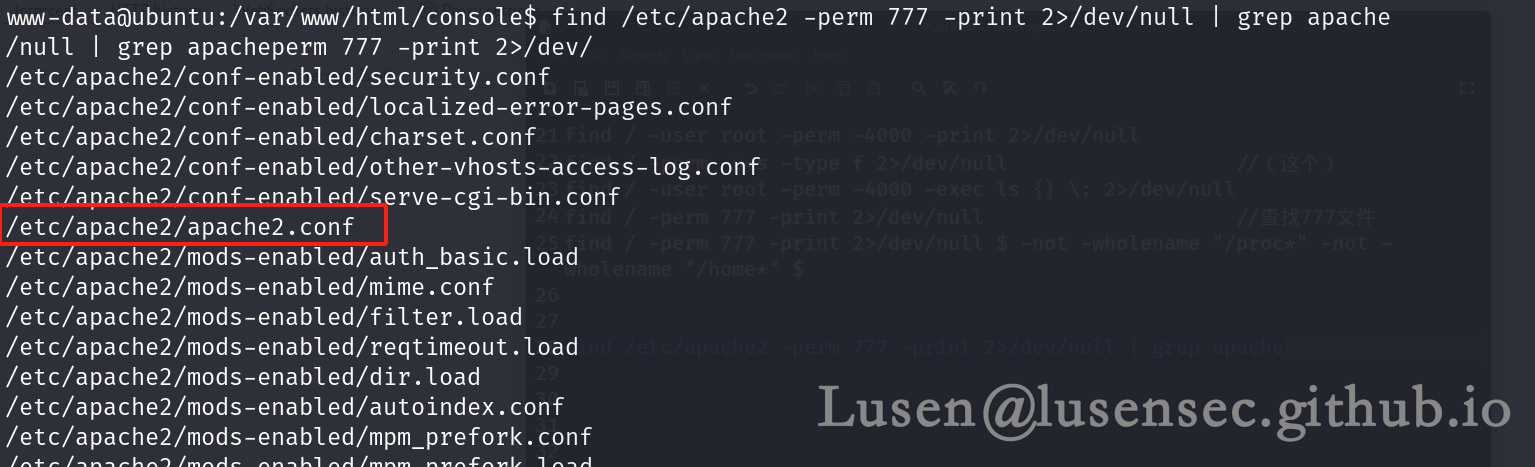 www-data@ubuntu:/var/www/html/console$ find /etc/apache2 -perm 777 -print 2>/dev/null | grep apache
/null | grep apacheperm 777 -print 2>/dev/
/etc/apache2/conf-enabled/security.conf
/etc/apache2/conf-enabled/localized-error-pages.conf
/etc/apache2/conf-enabled/charset.conf
/etc/apache2/conf-enabled/other-vhosts-access-log.conf
/etc/apache2/conf-enabled/serve-cgi-bin.conf
/etc/apache2/apache2.conf
/etc/apache2/mods-enabled/auth_basic.load
/etc/apache2/mods-enabled/mime.conf
/etc/apache2/mods-enabled/filter.load
/etc/apache2/mods-enabled/reqtimeout.load
/etc/apache2/mods-enabled/dir.load
/etc/apache2/mods-enabled/autoindex.conf
/etc/apache2/mods-enabled/mpm_prefork.conf
/etc/apache2/mods-enabled/mpm_prefork.load
Search View Document Help
21 find / -user root -perm -4000 -print 2>/dev/null
-type f 2>/dev/null //（这个）
23 find / -user root -perm -4000 -exec ls {} \; 2>/dev/null
24 find / -perm 777 -print 2>/dev/null //查找777文件
25 find / -perm 777 -print 2>/dev/null $ -not -wholename "/proc*" -not -
wholename "/home*" $
26
27
find /etc/apache2 -perm 777 -print 2>/dev/null | grep apache
29
Lusen@lusensec.github.io